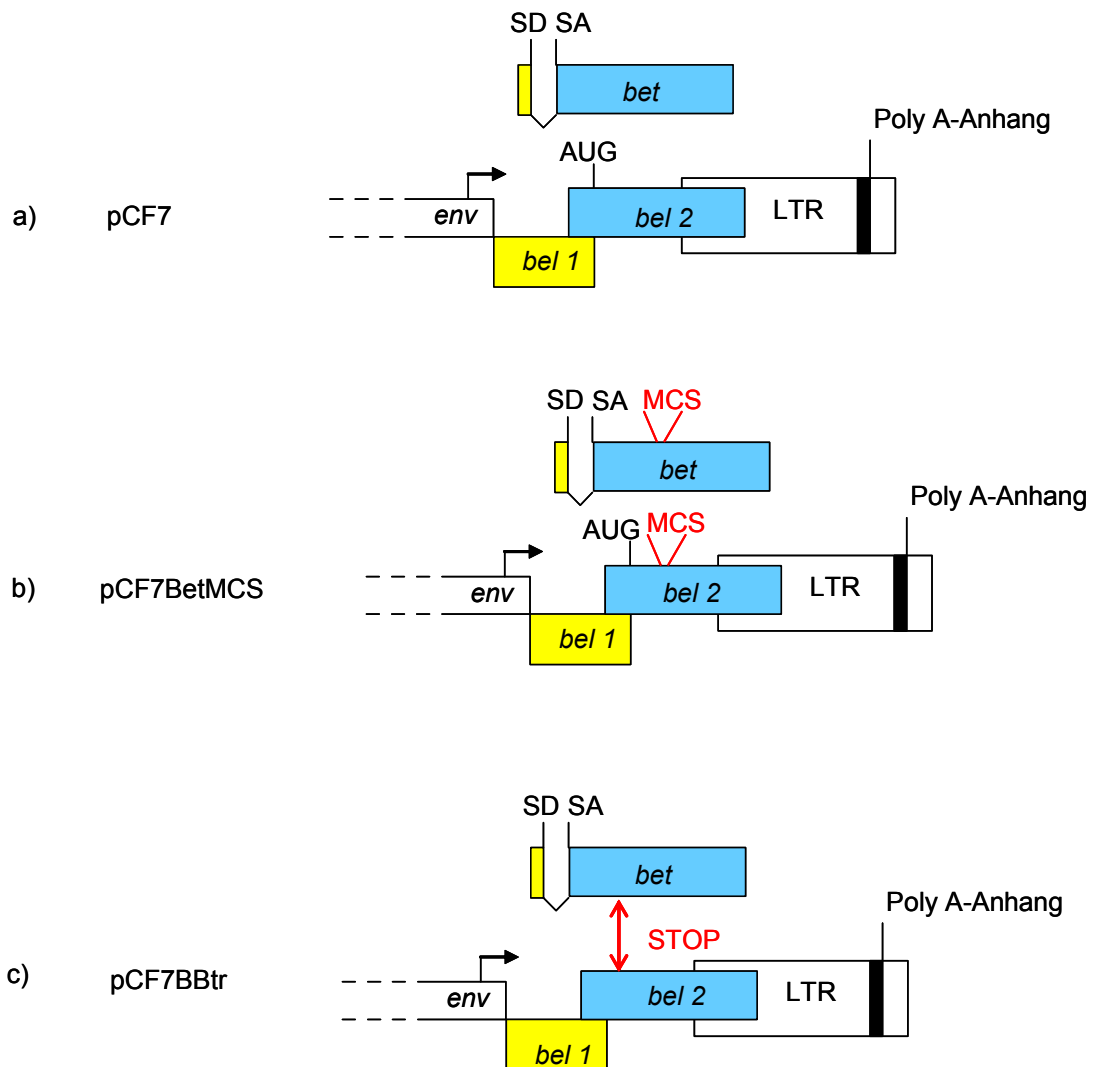 SD SA
bet
Poly A-Anhang
AUG
a) pCF7 env bel 2 LTR
bel 1
SD SA MCS
bet
Poly A-Anhang
AUG MCS
b) pCF7BetMCS env bel 2 LTR
bel 1
SD SA
bet
Poly A-Anhang
STOP
c) pCF7BBtr env bel 2 LTR
bel 1